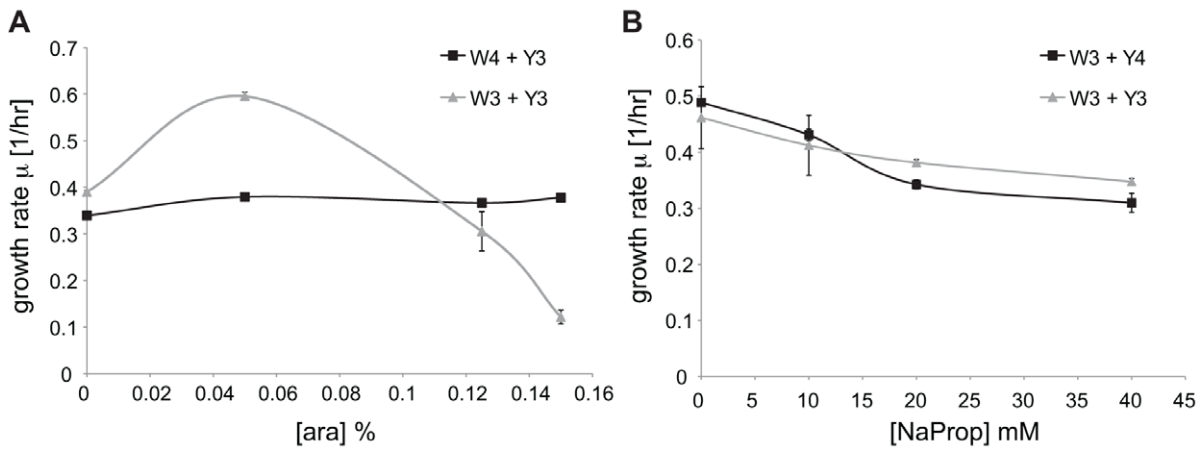 A
W4 + Y3
W3 + Y3
growth rate μ [1/hr]
0.7
0.6
0.5
0.4
0.3
0.2
0.1
0
0 0.02 0.04 0.06 0.08 0.1 0.12 0.14 0.16
[ara] %
B
W3 + Y4
W3 + Y3
growth rate μ [1/hr]
0.6
0.5
0.4
0.3
0.2
0.1
0
0 5 10 15 20 25 30 35 40 45
[NaProp] mM